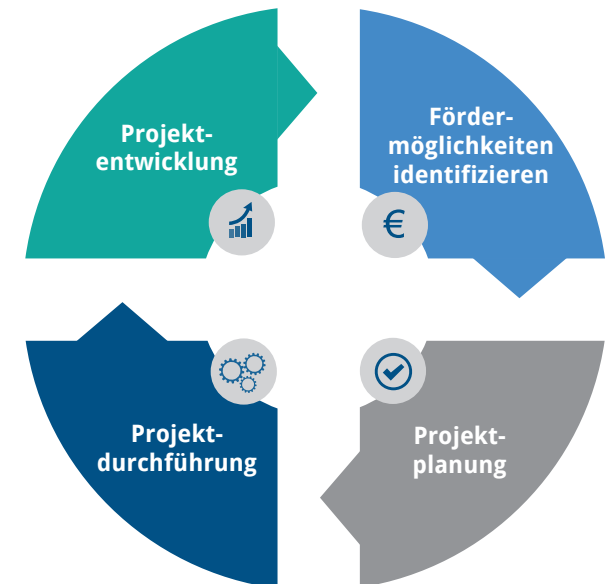 Projekt-
entwicklung
Förder-
möglichkeiten
identifizieren
€
Projekt-
durchführung
Projekt-
planung